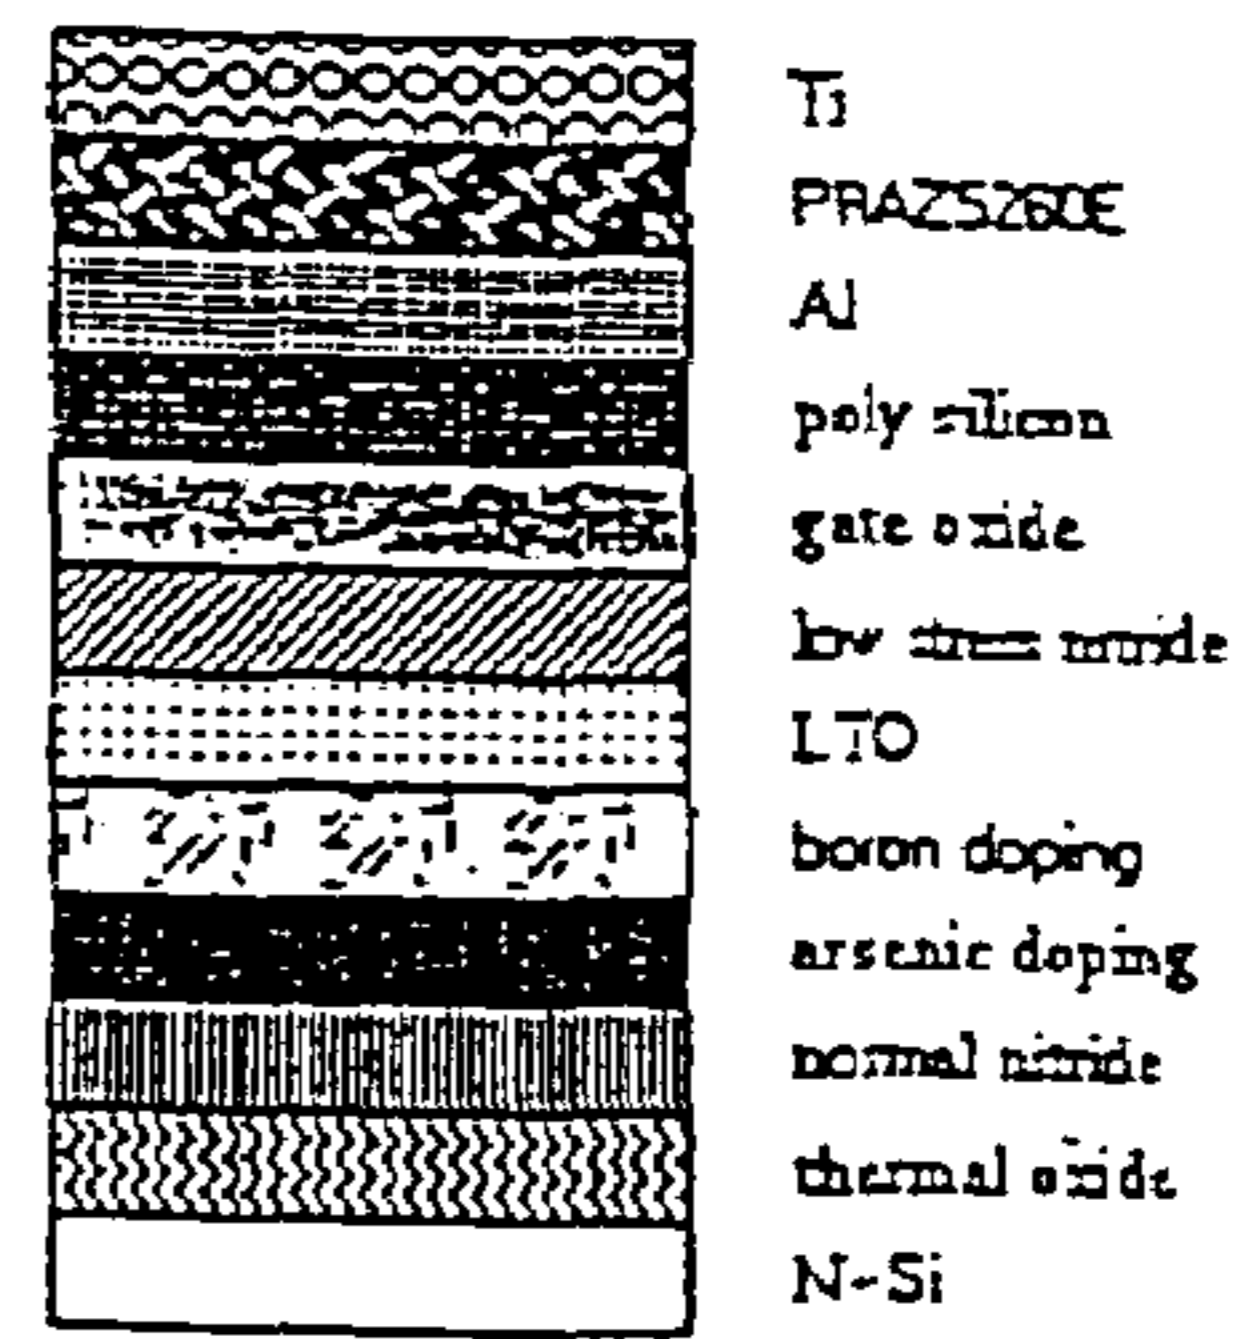 Ti
PRAZ5260E
Al
poly silicon
gate oxide
low stress nitride
LTO
boron doping
arsenic doping
normal nitride
thermal oxide
N-Si